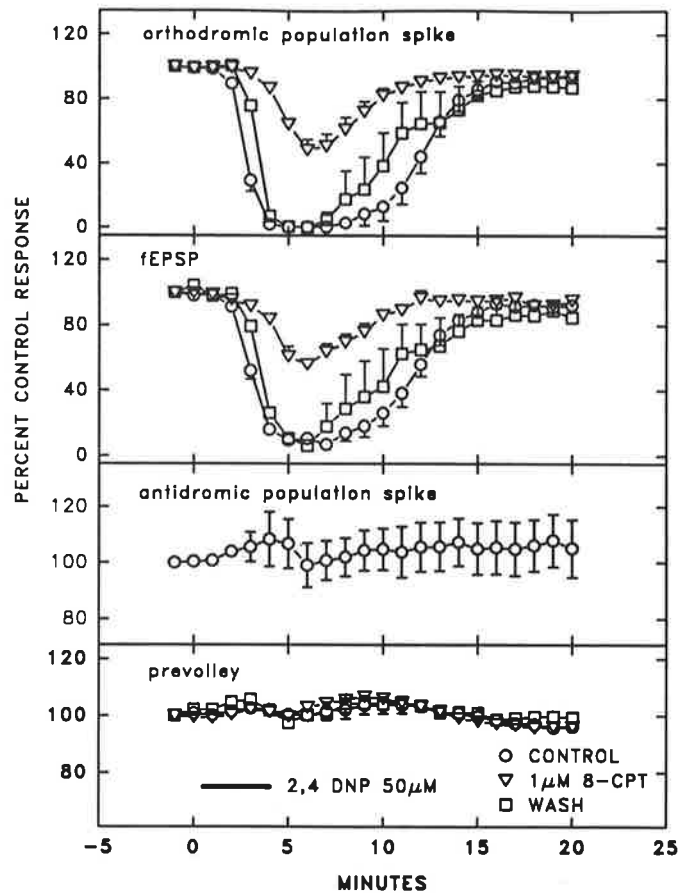 120
orthodromic population spike
80
40
0
120
fEPSP
80
40
0
antidromic population spike
120
100
80
120
prevolley
100
80
2,4 DNP 50μM
CONTROL
1μM 8-CPT
WASH
-5 0 5 10 15 20 25
MINUTES
PERCENT CONTROL RESPONSE